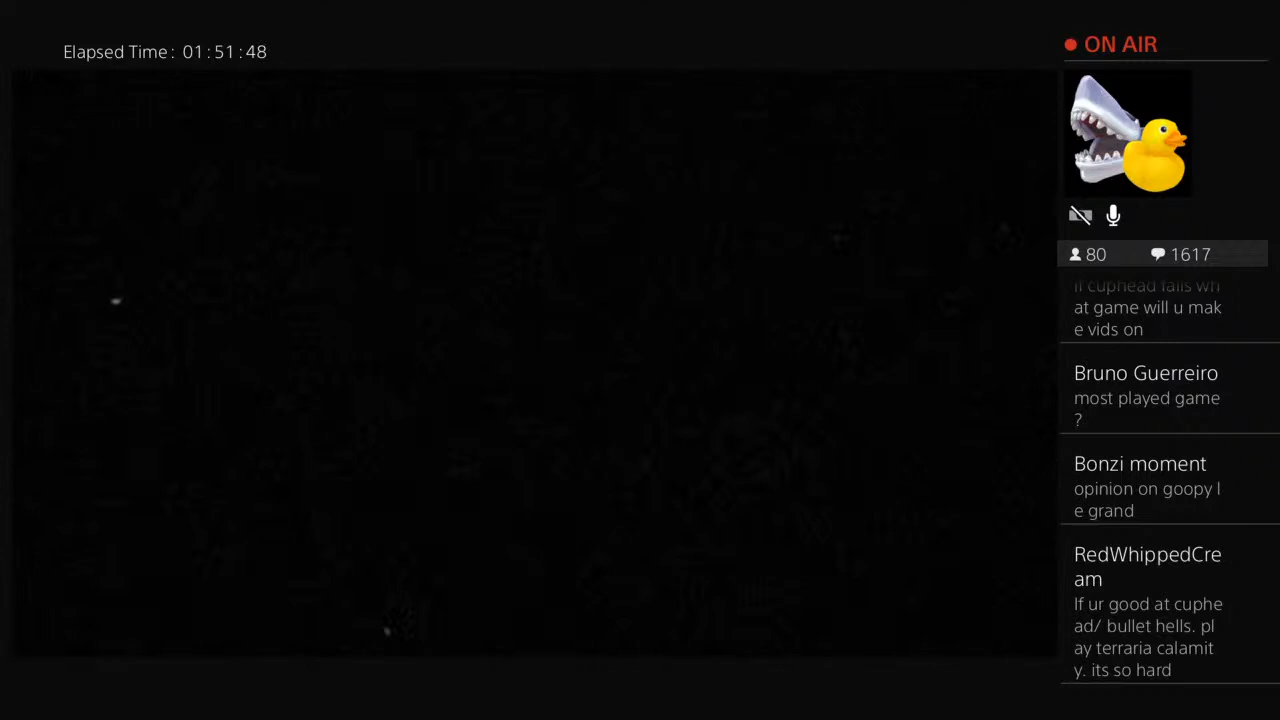 Elapsed Time: 01:51:48
ON AIR
80 1617
at game will u mak
e vids on
Bruno Guerreiro
most played game
?
Bonzi moment
opinion on goopy l
e grand
RedWhippedCre
am
If ur good at cuphe
ad/ bullet hells. pl
ay terraria calamit
y. its so hard